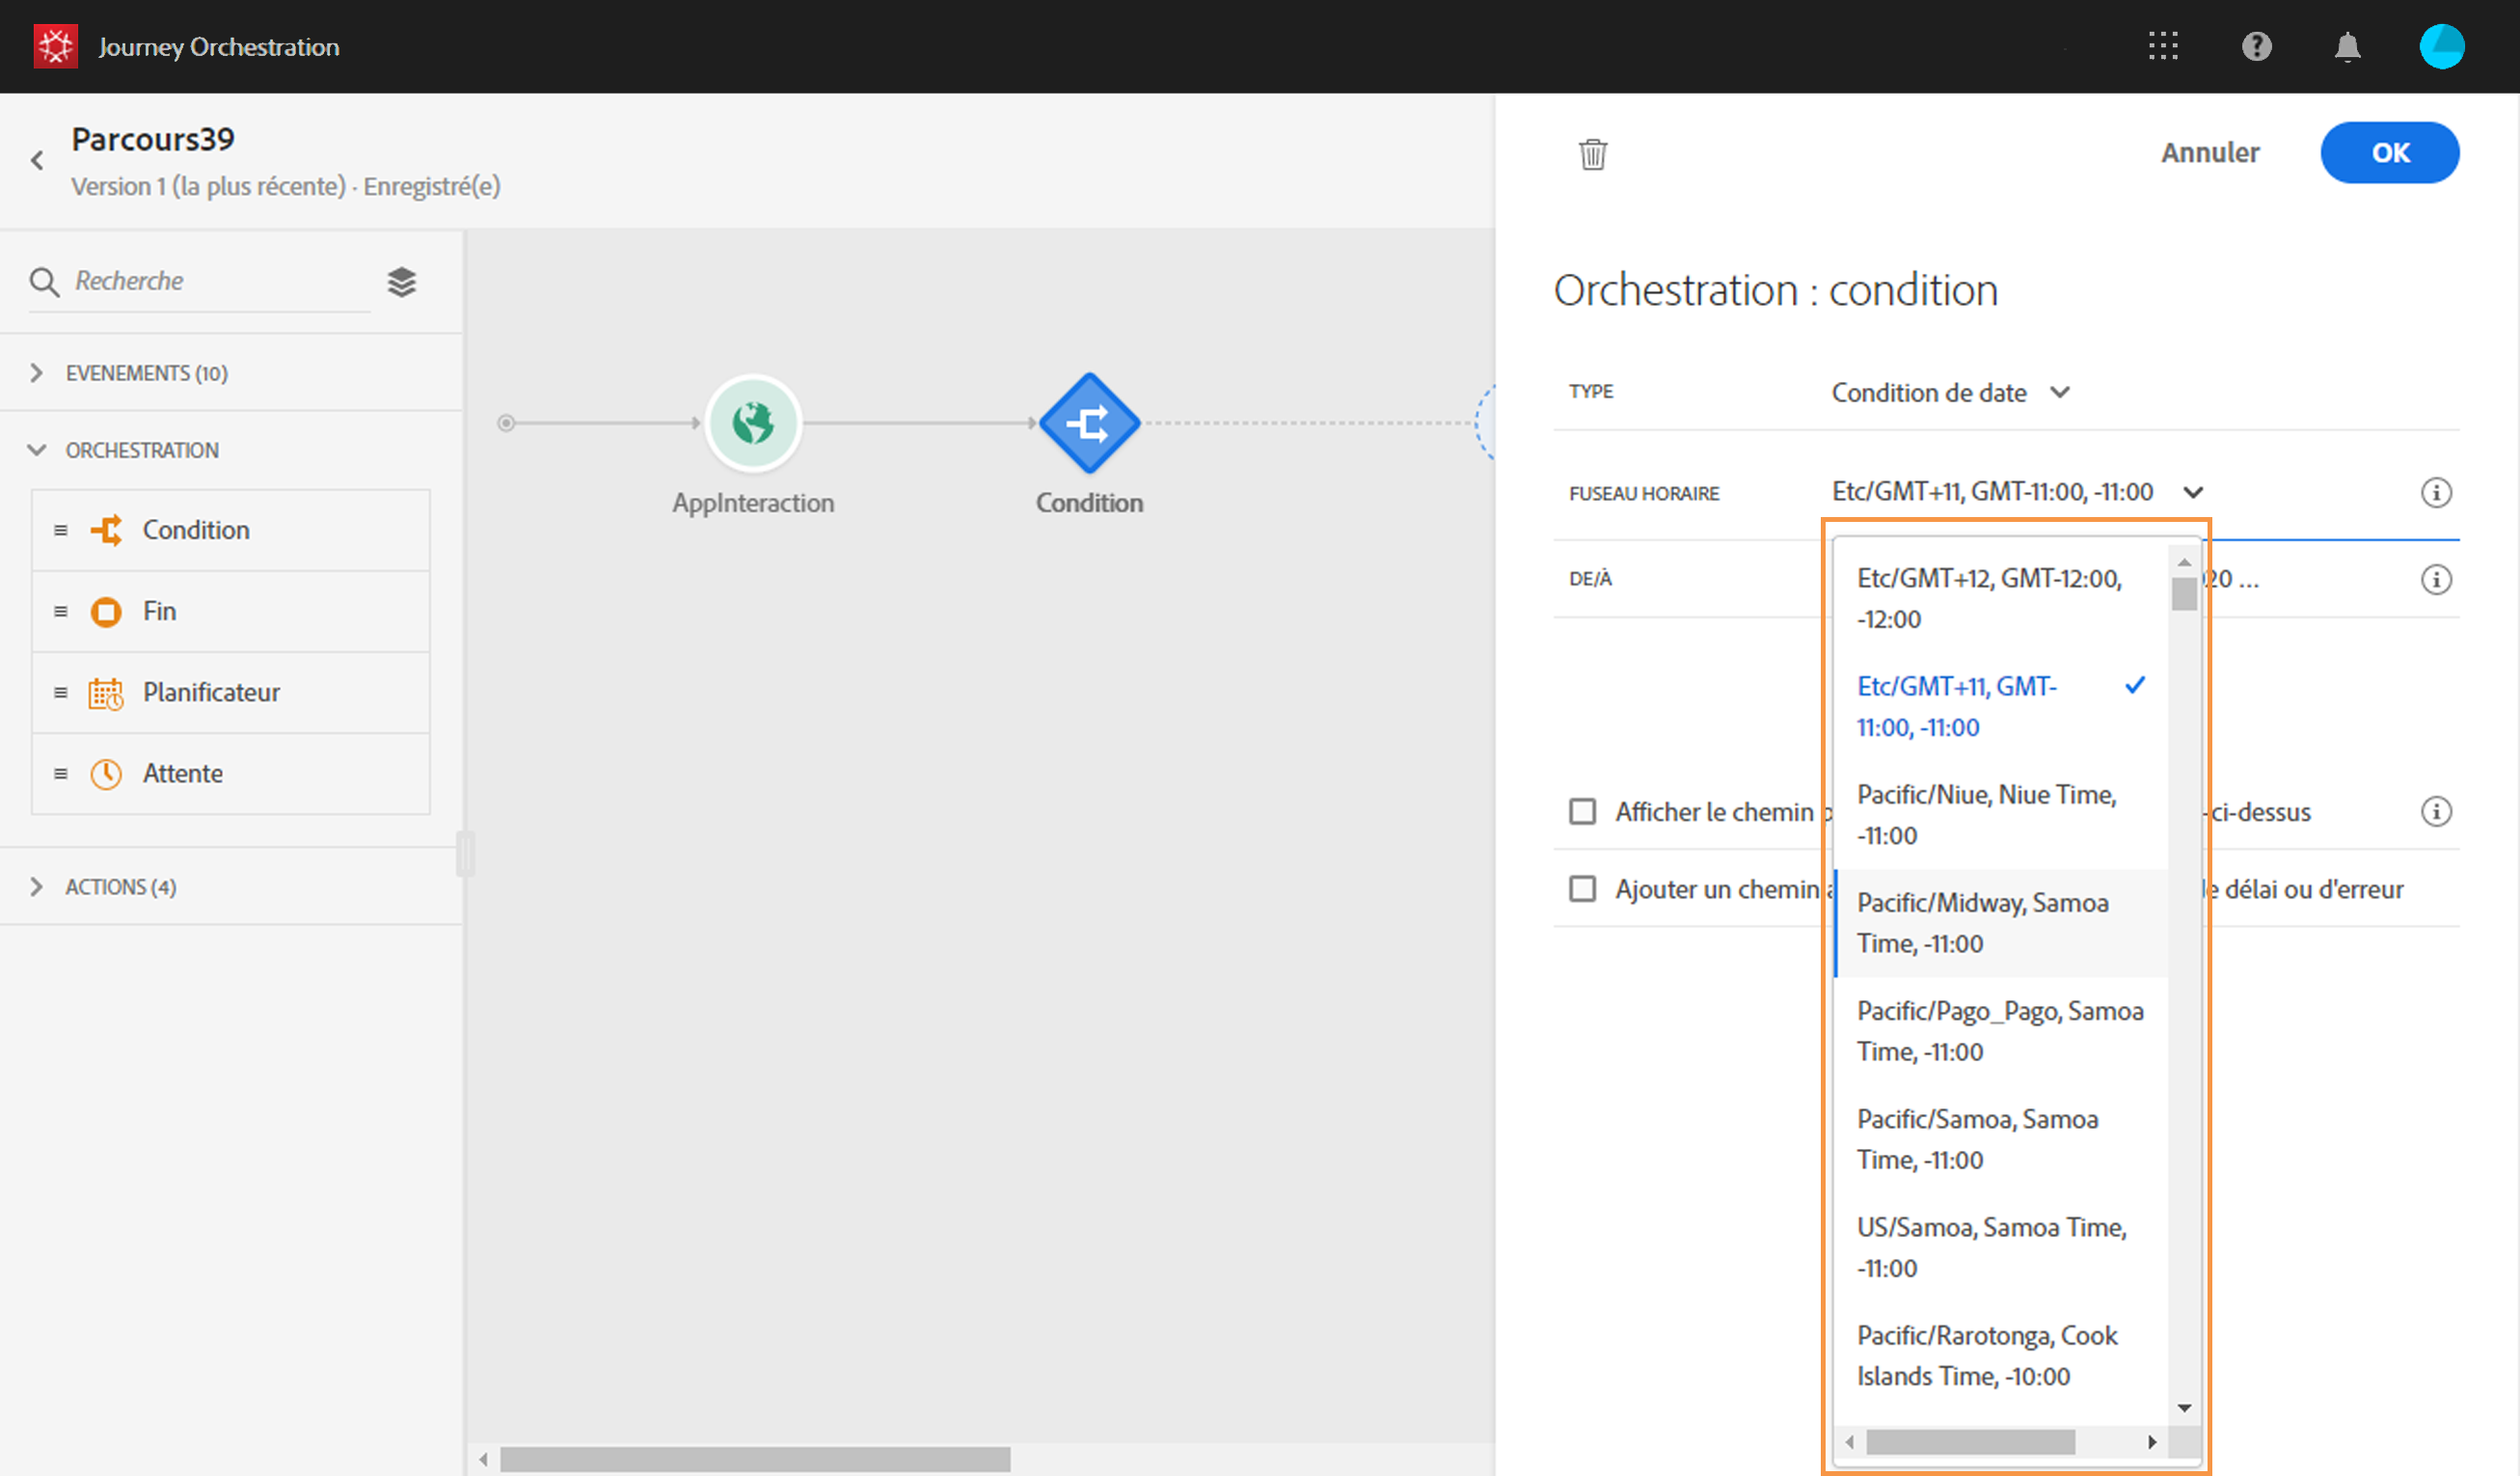 Journey Orchestration
Parcours39
Version 1 (la plus récente) · Enregistré(e)
Annuler
OK
Recherche
EVENEMENTS (10)
ORCHESTRATION
Condition
Fin
Planificateur
Attente
ACTIONS (4)
AppInteraction
Condition
Orchestration : condition
TYPE
Condition de date
FUSEAU HORAIRE
Etc/GMT+11, GMT-11:00, -11:00
DE/À
20 ...
Etc/GMT+12, GMT-12:00,
-12:00
Etc/GMT+11, GMT-
11:00, -11:00
Pacific/Niue, Niue Time,
-11:00
Pacific/Midway, Samoa
Time, -11:00
Pacific/Pago_Pago, Samoa
Time, -11:00
Pacific/Samoa, Samoa
Time, -11:00
US/Samoa, Samoa Time,
-11:00
Pacific/Rarotonga, Cook
Islands Time, -10:00
Afficher le chemin
-ci-dessus
Ajouter un chemin
délai ou d'erreur